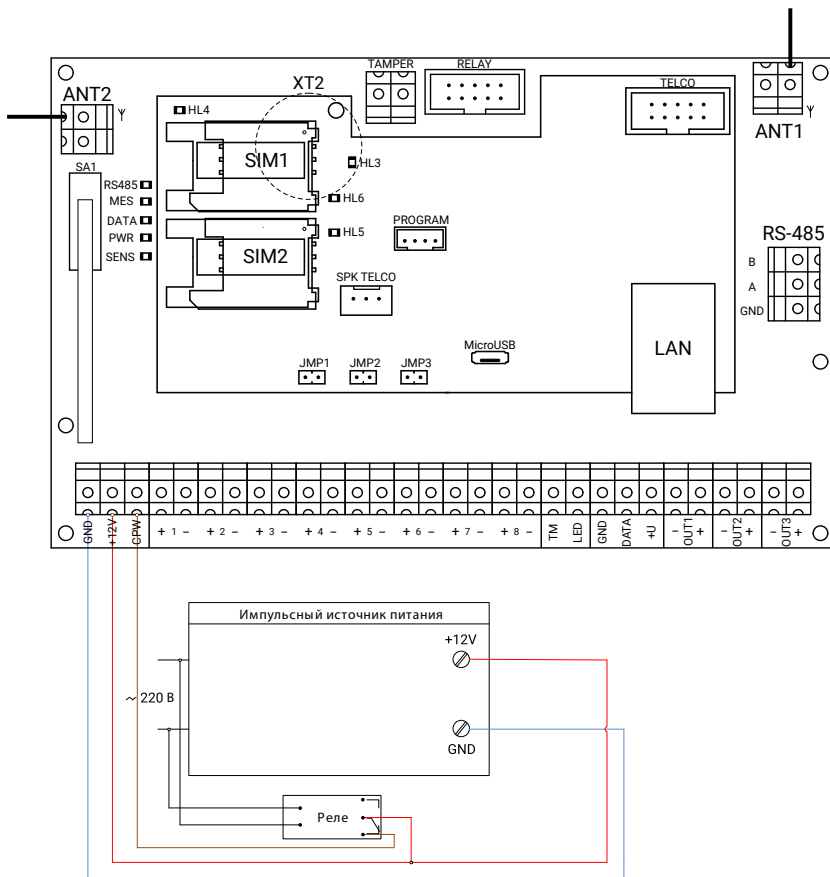 TAMPER
RELAY
XT2
TELCO
ANT2
HL4
ANT1
SA1
SIM1
HL3
RS485
MES
HL6
DATA
PROGRAM
PWR
HL5
RS-485
SENS
SIM2
B
SPK TELCO
A
GND
MicroUSB
LAN
JMP1 JMP2 JMP3
GND +12V CPW + 1 − + 2 − + 3 − + 4 − + 5 − + 6 − + 7 − + 8 − TM LED GND DATA +U − OUT1 + − OUT2 + − OUT3 +
Импульсный источник питания
+12V
~ 220 В
GND
Реле